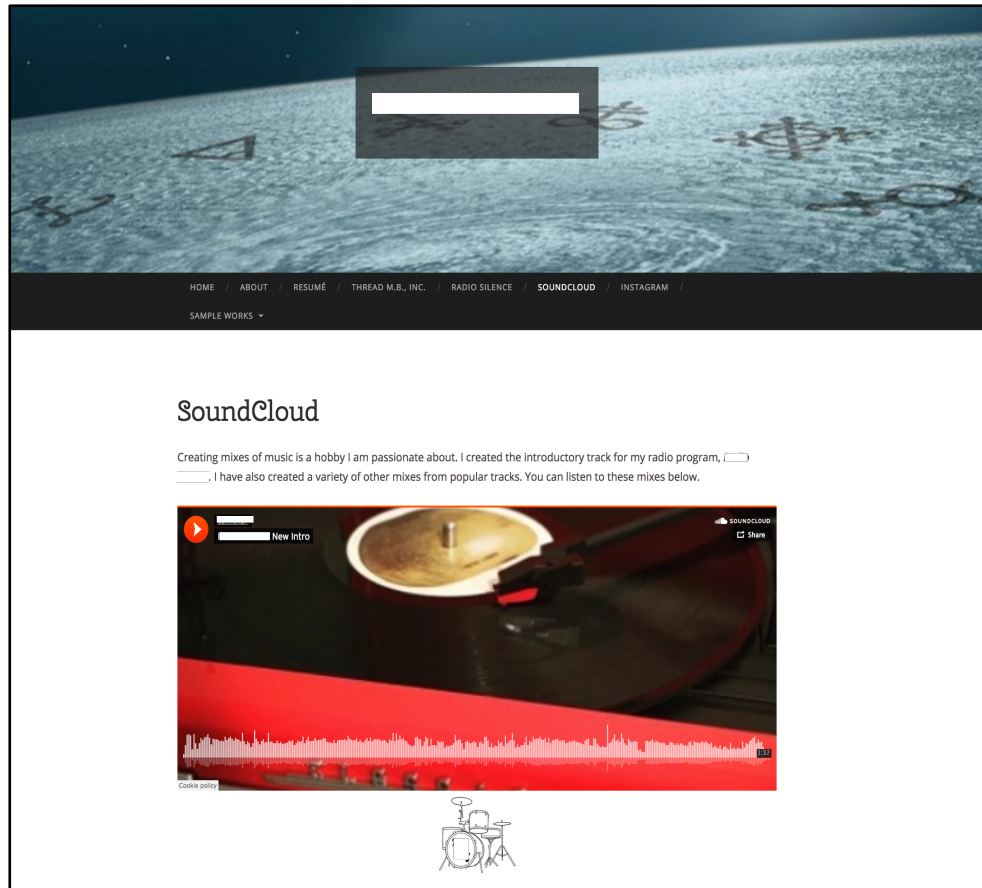 HOME / ABOUT / RESUMÉ / THREAD M.B., INC. / RADIO SILENCE / SOUNDCLOUD / INSTAGRAM /
SAMPLE WORKS
SoundCloud
Creating mixes of music is a hobby I am passionate about. I created the introductory track for my radio program,
. I have also created a variety of other mixes from popular tracks. You can listen to these mixes below.
SOUNDCLOUD
New Intro
Share
1:37
Cookie policy